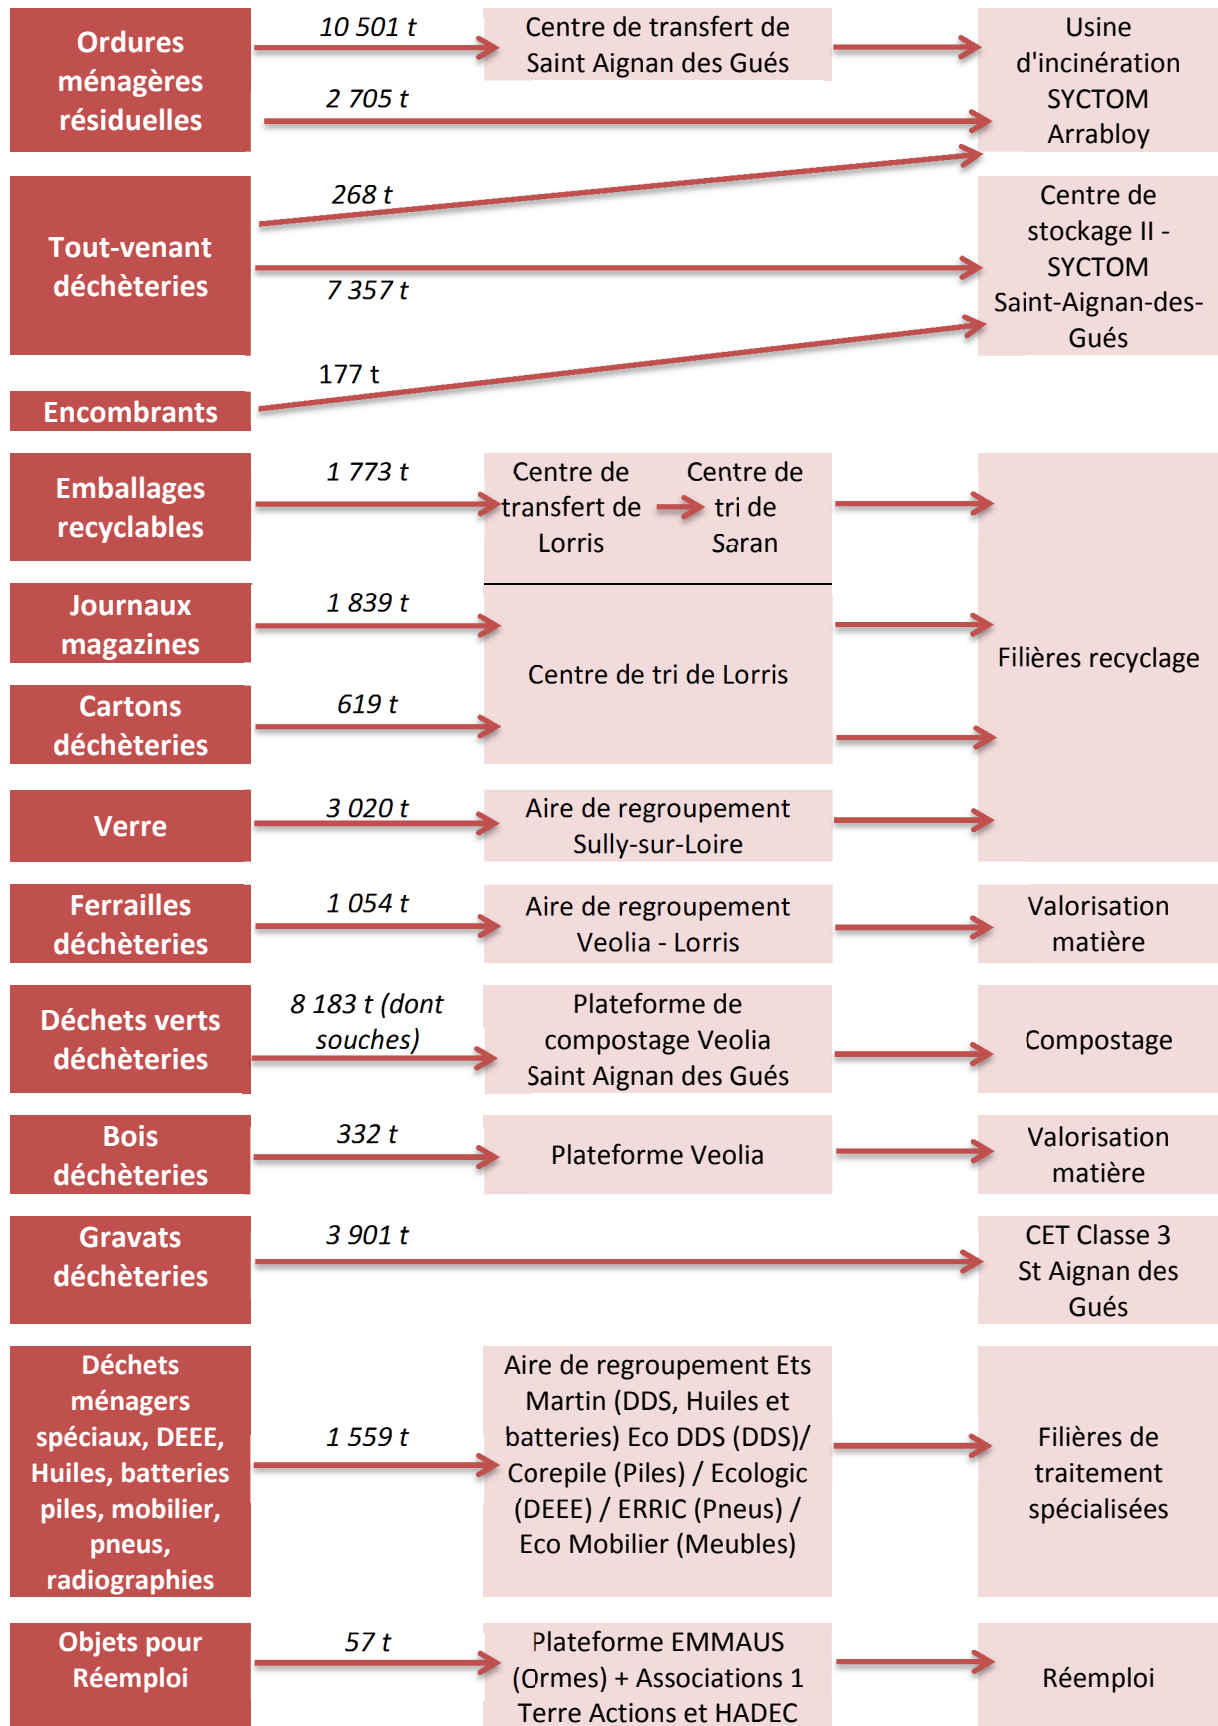 Ordures
ménagères
résiduelles
10 501 t
2 705 t
Centre de transfert de
Saint Aignan des Gués
Usine
d'incinération
SYCTOM
Arrabloy
Tout-venant
déchèteries
268 t
7 357 t
Centre de
stockage II -
SYCTOM
Saint-Aignan-des-
Gués
Encombrants
177 t
Emballages
recyclables
1 773 t
Centre de
transfert de
Lorris
Centre de
tri de
Saran
Filières recyclage
Journaux
magazines
1 839 t
Centre de tri de Lorris
Cartons
déchèteries
619 t
Verre
3 020 t
Aire de regroupement
Sully-sur-Loire
Ferrailles
déchèteries
1 054 t
Aire de regroupement
Veolia - Lorris
Valorisation
matière
Déchets verts
déchèteries
8 183 t (dont
souches)
Plateforme de
compostage Veolia
Saint Aignan des Gués
Compostage
Bois
déchèteries
332 t
Plateforme Veolia
Valorisation
matière
Gravats
déchèteries
3 901 t
CET Classe 3
St Aignan des
Gués
Déchets
ménagers
spéciaux, DEEE,
Huiles, batteries
piles, mobilier,
pneus,
radiographies
1 559 t
Aire de regroupement Ets
Martin (DDS, Huiles et
batteries) Eco DDS (DDS)/
Corepile (Piles) / Ecologic
(DEEE) / ERRIC (Pneus) /
Eco Mobilier (Meubles)
Filières de
traitement
spécialisées
Objets pour
Réemploi
57 t
Plateforme EMMAUS
(Ormes) + Associations 1
Terre Actions et HADEC
Réemploi